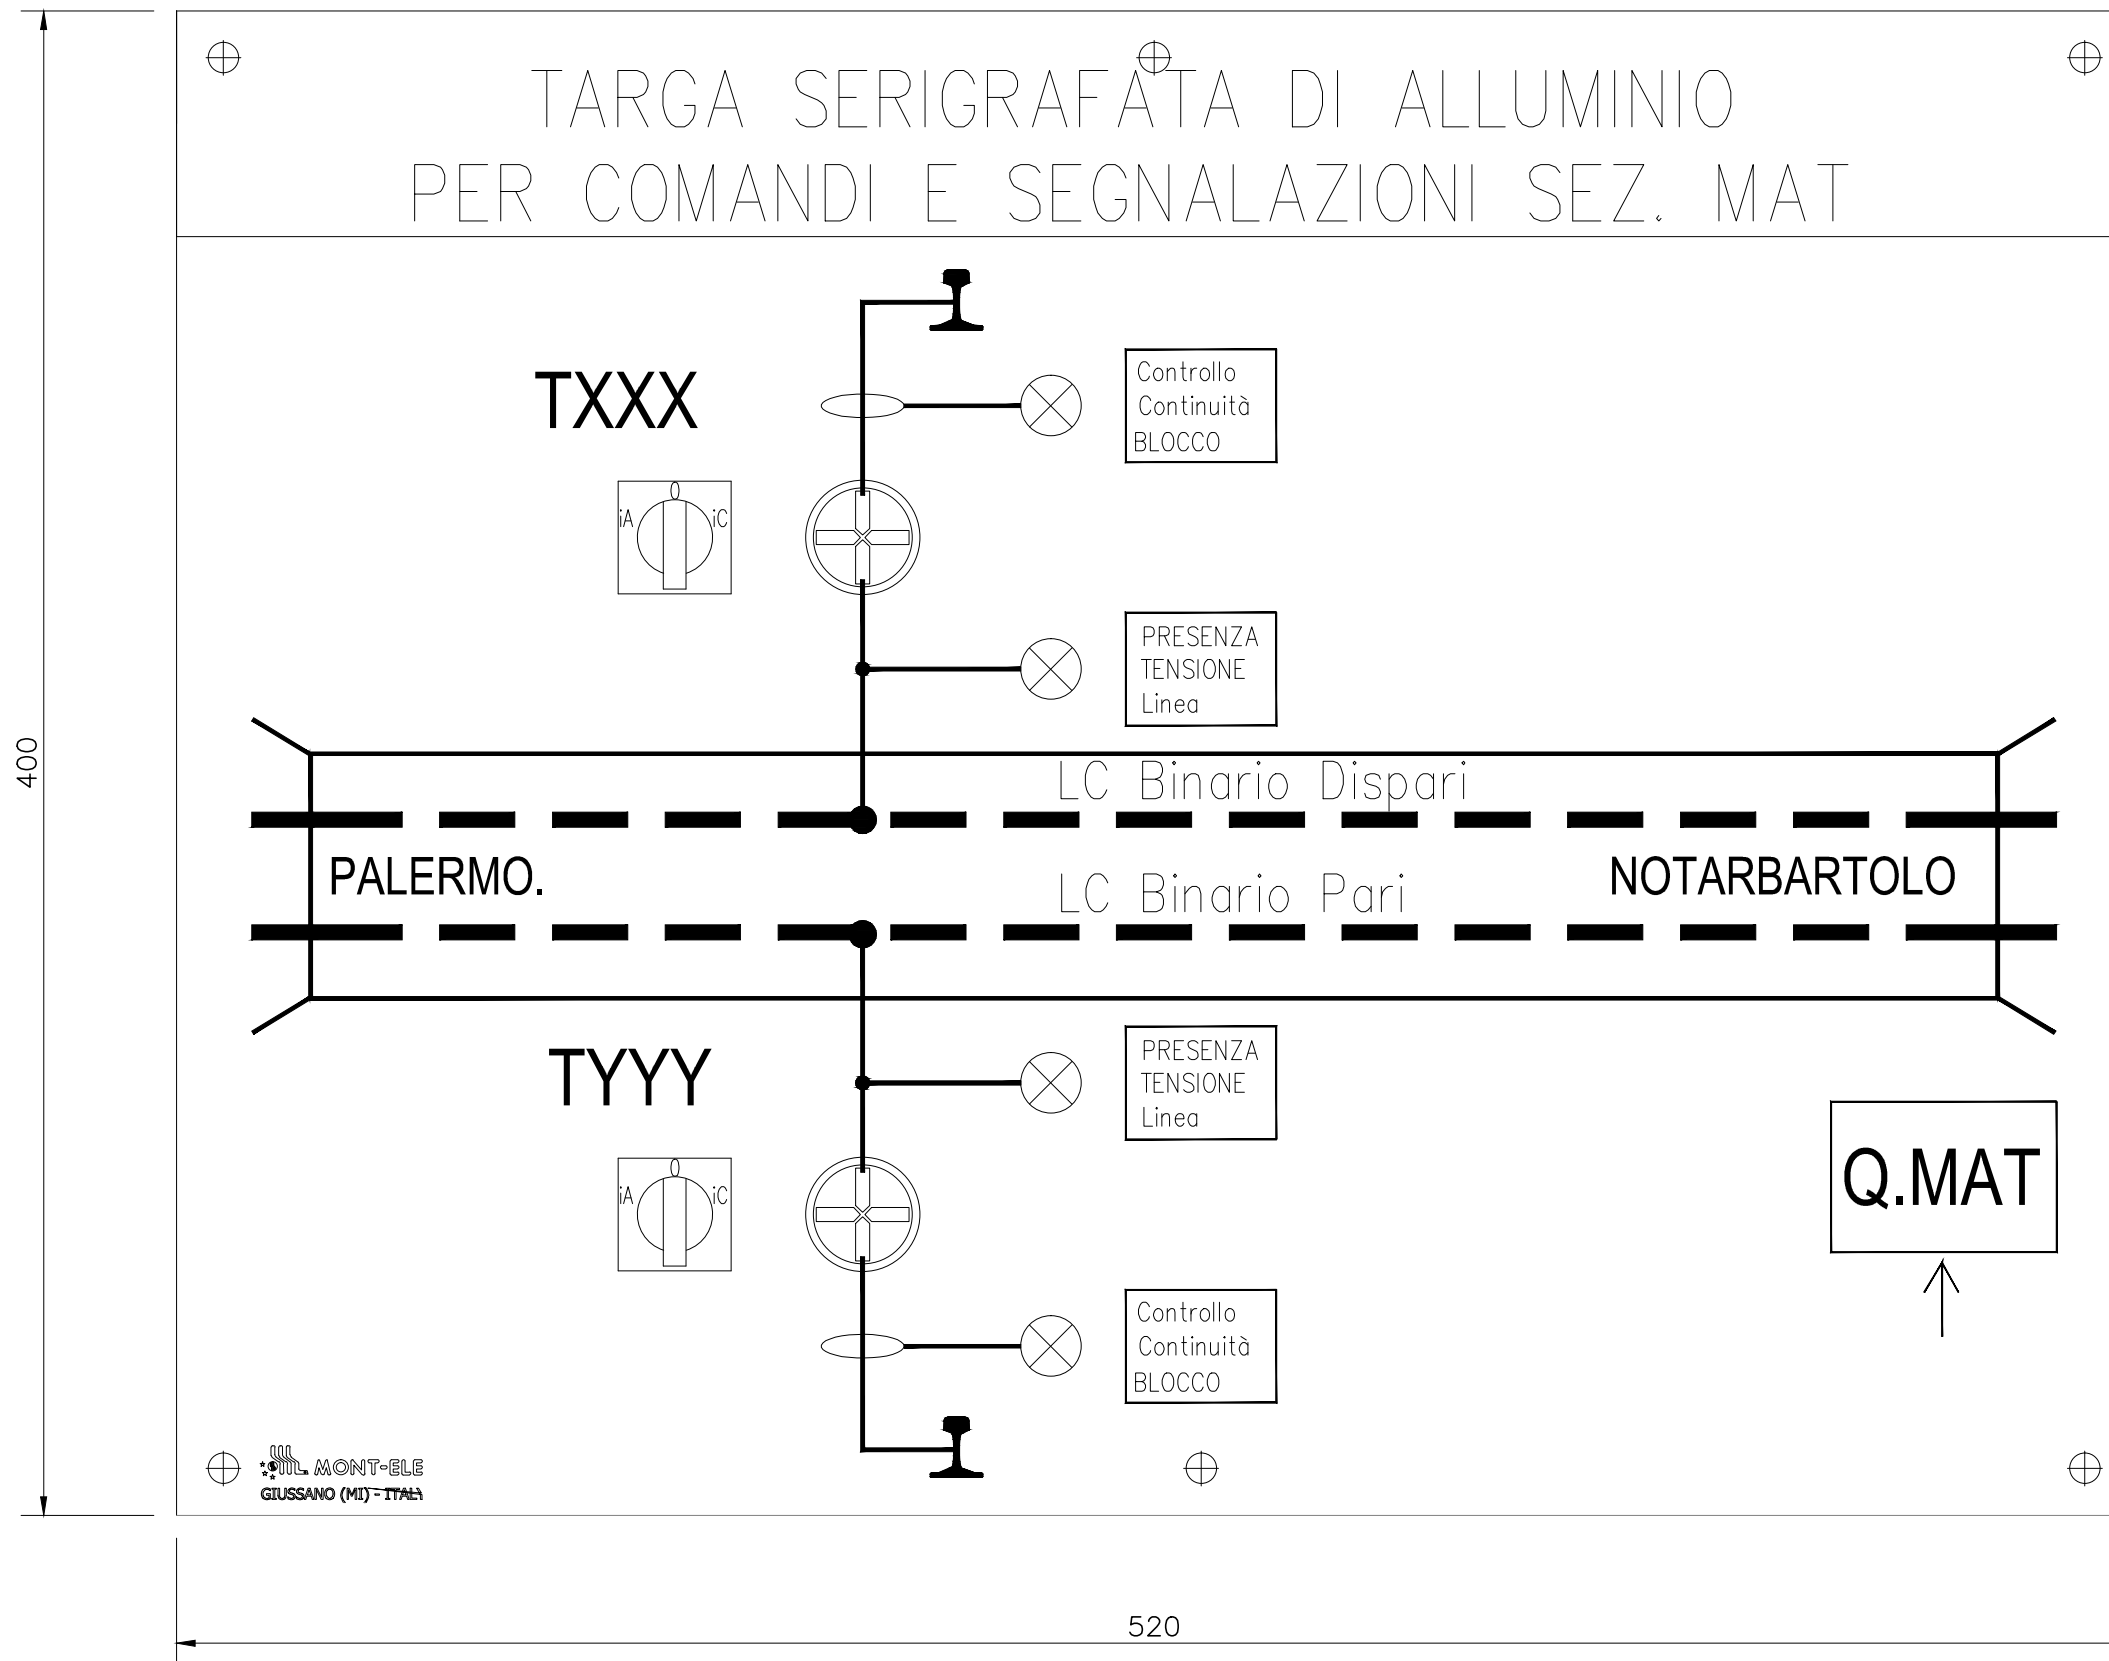 TARGA SERIGRAFATA DI ALLUMINIO
PER COMANDI E SEGNALAZIONI SEZ. MAT
TXXX
Controllo
Continuità
BLOCCO
0
iA iC
PRESENZA
TENSIONE
Linea
400
LC Binario Dispari
PALERMO.
NOTARBARTOLO
LC Binario Pari
TYYY
PRESENZA
TENSIONE
Linea
Q.MAT
0
iA iC
Controllo
Continuità
BLOCCO
MONT-ELE
GIUSSANO (MI) - ITALY
520